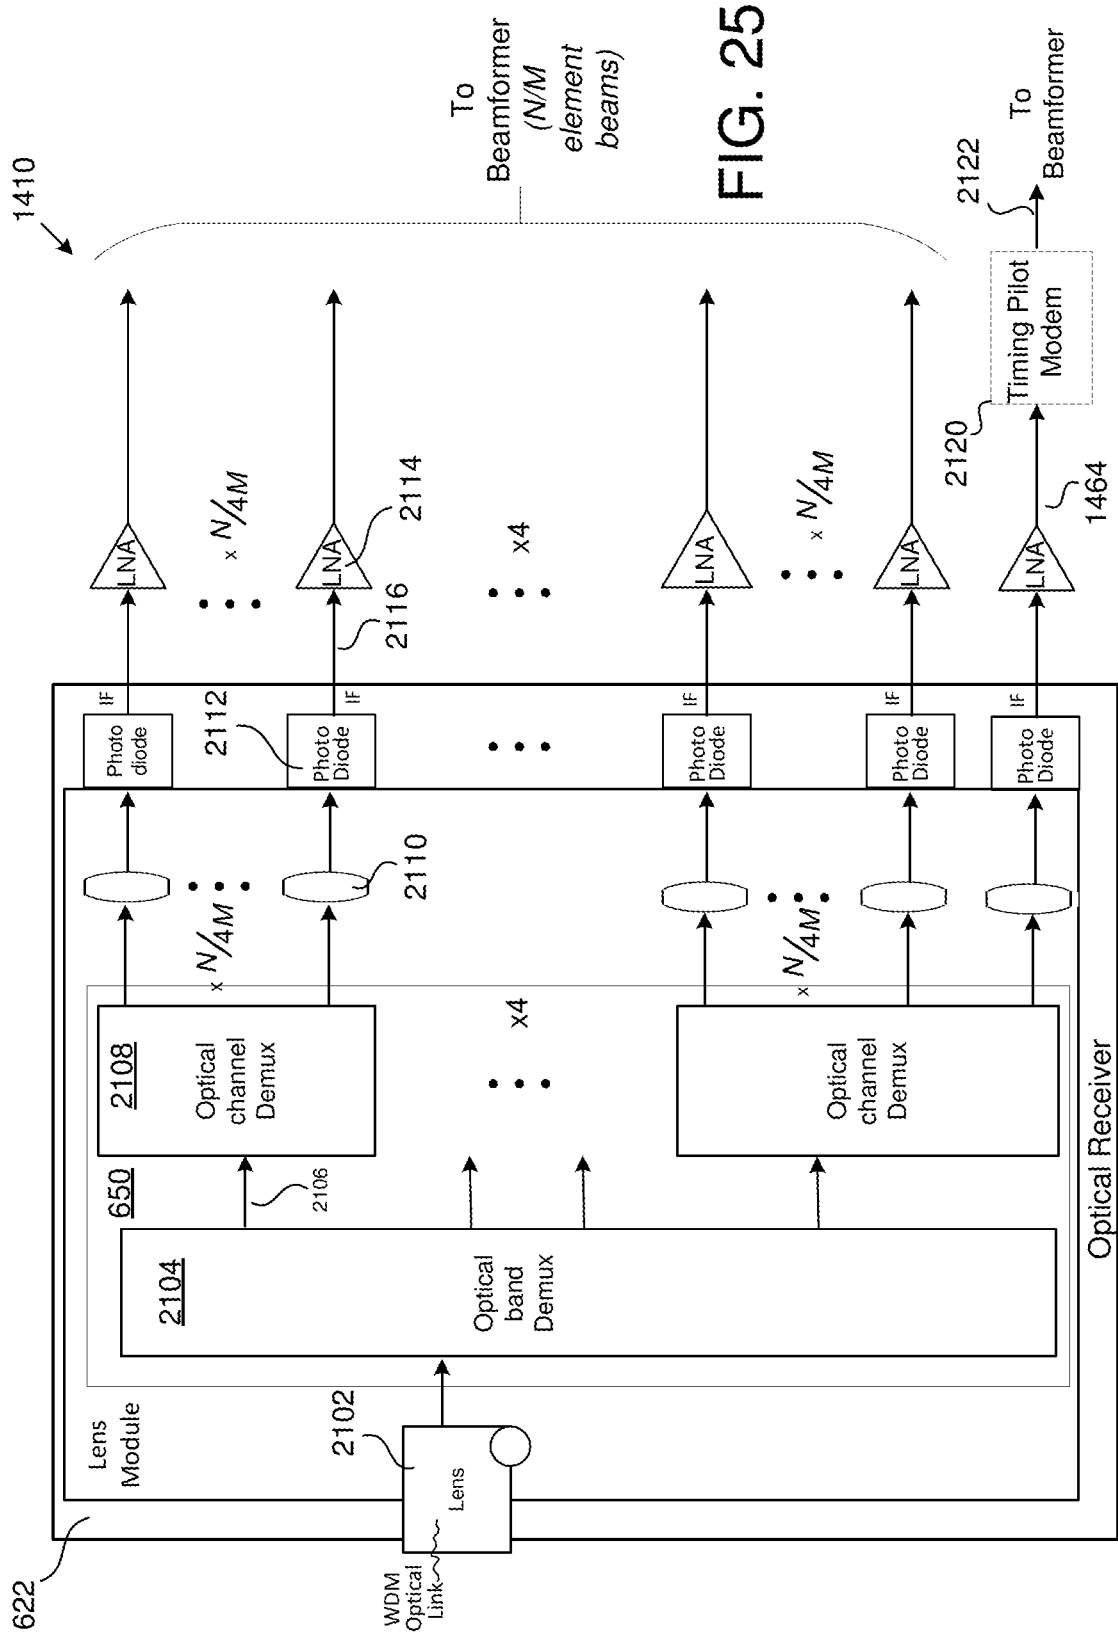 1410
To
Beamformer
(N/M
element
beams)
FIG. 25
622
WDM
Optical
Link
Lens
Module
Lens
2102
2104
Optical
band
Demux
650
2106
2108
Optical
channel
Demux
x N/4M
x4
Optical
channel
Demux
x N/4M
2110
Photo
diode
IF
2112
Photo
Diode
IF
Photo
Diode
IF
Photo
Diode
IF
Photo
Diode
IF
Optical Receiver
2116
LNA
x N/4M
LNA
2114
x4
LNA
x N/4M
LNA
LNA
1464
2120
Timing Pilot
Modem
2122
To
Beamformer